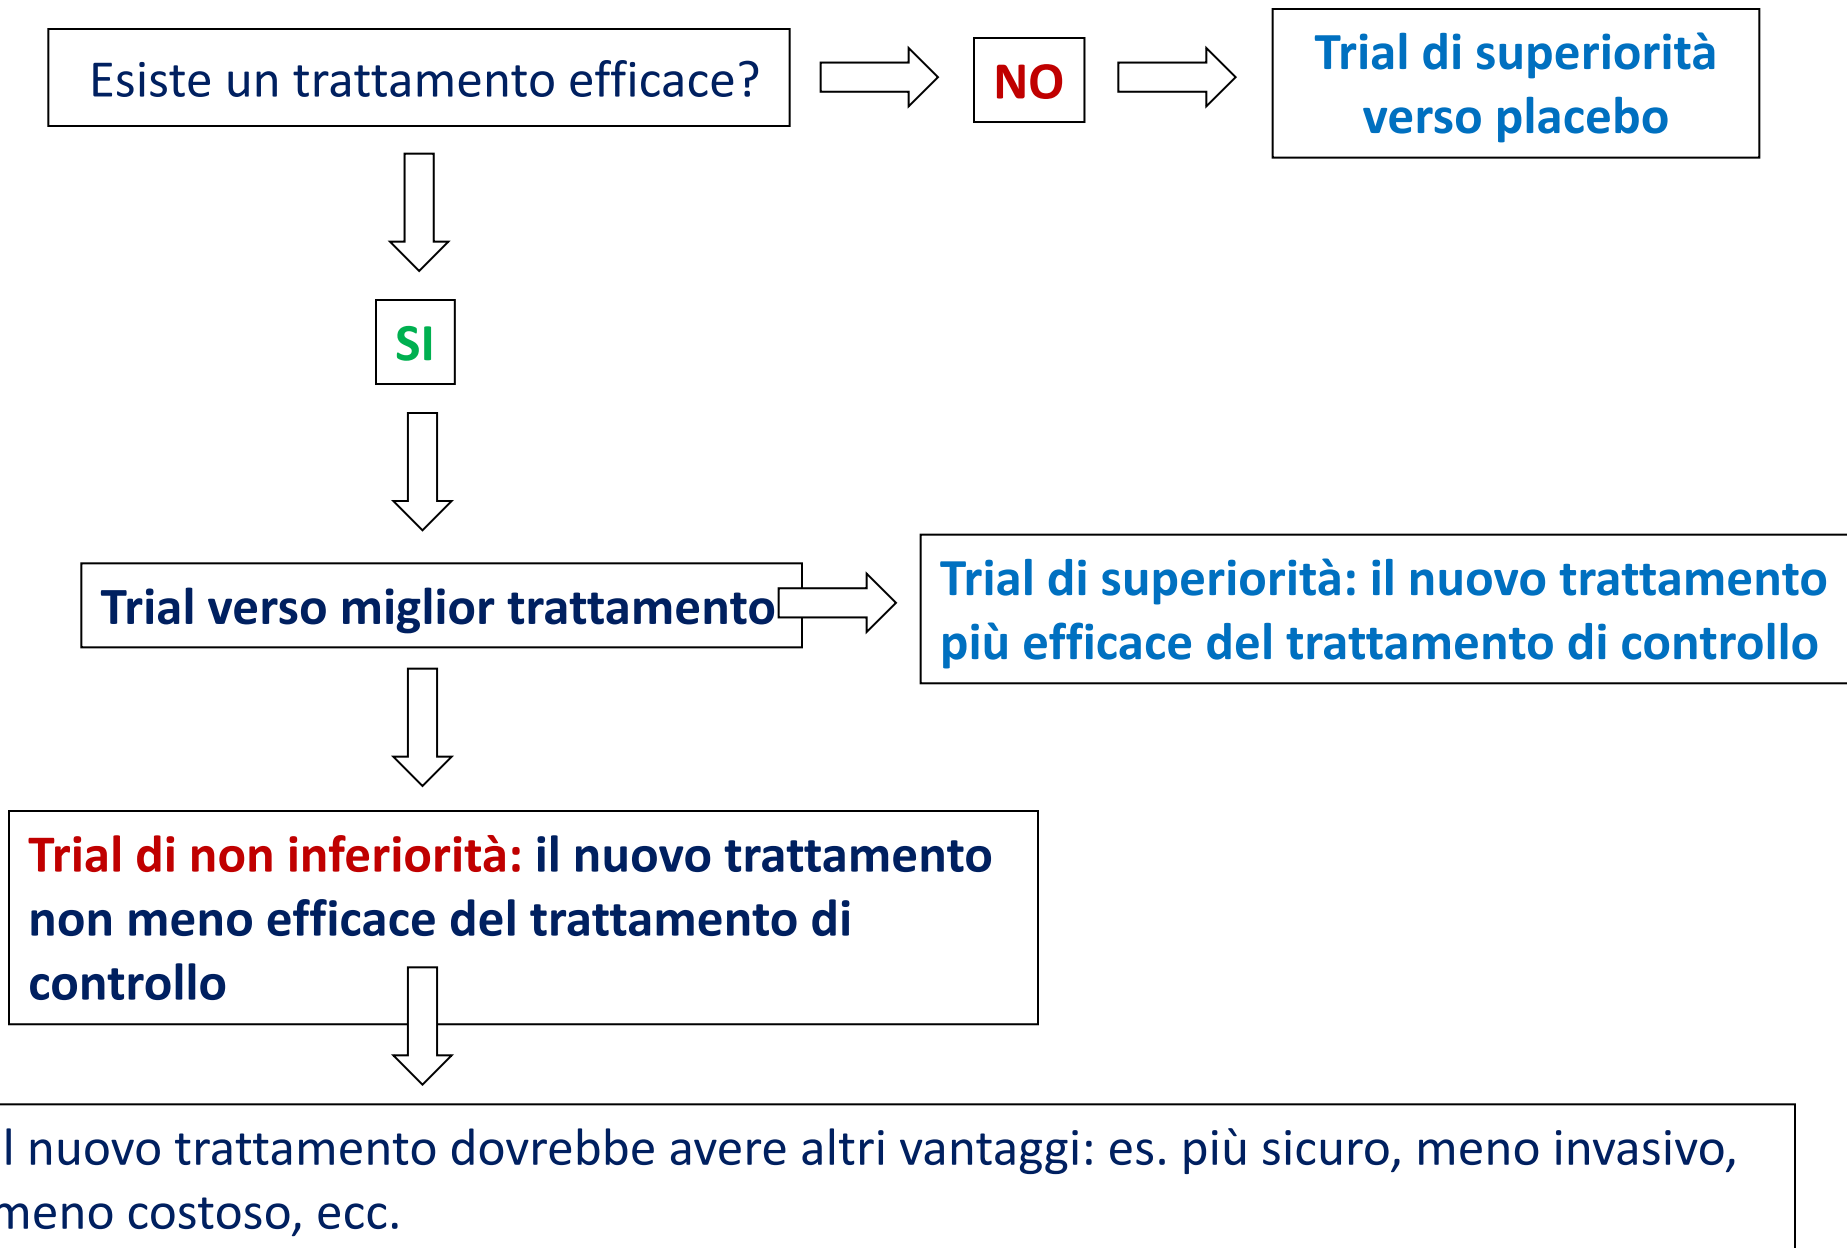 Esiste un trattamento efficace?
NO
Trial di superiorità
verso placebo
SI
Trial verso miglior trattamento
Trial di superiorità: il nuovo trattamento
più efficace del trattamento di controllo
Trial di non inferiorità: il nuovo trattamento
non meno efficace del trattamento di
controllo
l nuovo trattamento dovrebbe avere altri vantaggi: es. più sicuro, meno invasivo,
meno costoso, ecc.